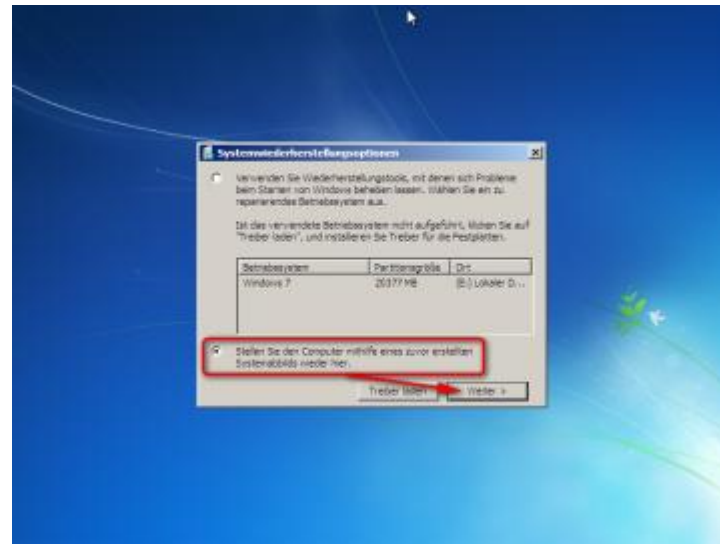 Systemwiederherstellungsoptionen
Verwenden Sie Wiederherstellungstools, mit denen sich Probleme
beim Starten von Windows beheben lassen. Wählen Sie ein zu
reparierendes Betriebssystem aus.
Ist das verwendete Betriebssystem nicht aufgeführt, klicken Sie auf
"Treiber laden", und installieren Sie Treiber für die Festplatten.
Betriebssystem Partitionsgröße Ort
Windows 7 20377 MB (E:) Lokaler D...
Stellen Sie den Computer mithilfe eines zuvor erstellten
Systemabbilds wieder her.
Treiber laden Weiter >